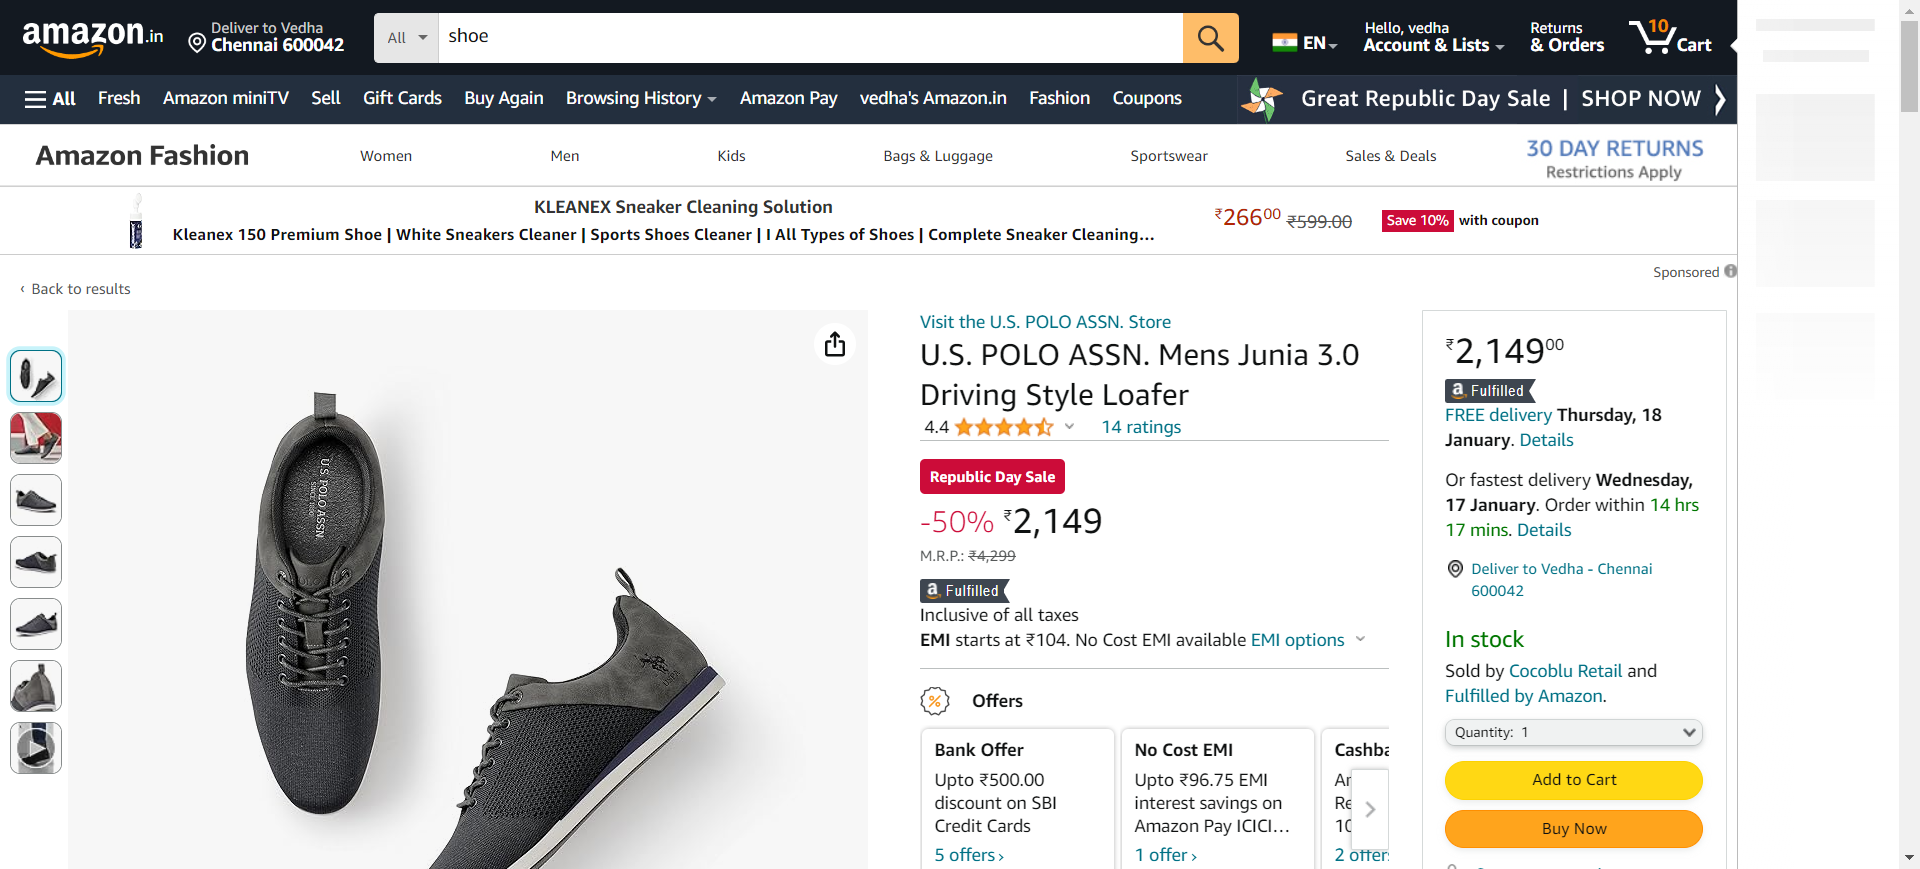 amazon.in
Deliver to Vedha
Chennai 600042
All
shoe
EN
Hello, vedha
Account & Lists
Returns
& Orders
10
Cart
All
Fresh
Amazon miniTV
Sell
Gift Cards
Buy Again
Browsing History
Amazon Pay
vedha's Amazon.in
Fashion
Coupons
Great Republic Day Sale | SHOP NOW
Amazon Fashion
Women
Men
Kids
Bags & Luggage
Sportswear
Sales & Deals
30 DAY RETURNS
Restrictions Apply
KLEANEX Sneaker Cleaning Solution
Kleanex 150 Premium Shoe | White Sneakers Cleaner | Sports Shoes Cleaner | I All Types of Shoes | Complete Sneaker Cleaning...
₹26600 ₹599.00
Save 10% with coupon
Sponsored
‹ Back to results
U.S. POLO ASSN.
Visit the U.S. POLO ASSN. Store
U.S. POLO ASSN. Mens Junia 3.0
Driving Style Loafer
4.4
14 ratings
Republic Day Sale
-50% ₹2,149
M.R.P.: ₹4,299
a Fulfilled
Inclusive of all taxes
EMI starts at ₹104. No Cost EMI available EMI options
Offers
Bank Offer
Upto ₹500.00
discount on SBI
Credit Cards
5 offers ›
No Cost EMI
Upto ₹96.75 EMI
interest savings on
Amazon Pay ICICI...
1 offer ›
Cashba
2 offers
₹2,14900
a Fulfilled
FREE delivery Thursday, 18
January. Details
Or fastest delivery Wednesday,
17 January. Order within 14 hrs
17 mins. Details
Deliver to Vedha - Chennai
600042
In stock
Sold by Cocoblu Retail and
Fulfilled by Amazon.
Quantity: 1
Add to Cart
Buy Now